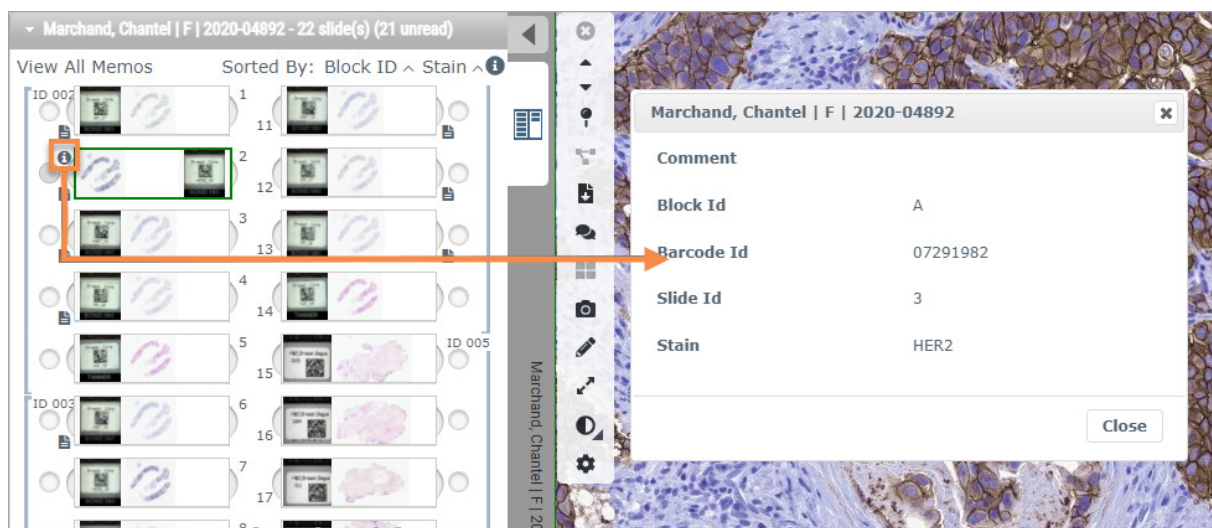 Marchand, Chantel | F | 2020-04892 - 22 slide(s) (21 unread)
View All Memos Sorted By: Block ID Stain
ID 002
1
11
2
12
3
13
4
14
5
15
ID 005
ID 003
6
16
7
17
8
Marchand, Chantel | F | 20
Marchand, Chantel | F | 2020-04892
Comment
Block Id A
Barcode Id 07291982
Slide Id 3
Stain HER2
Close